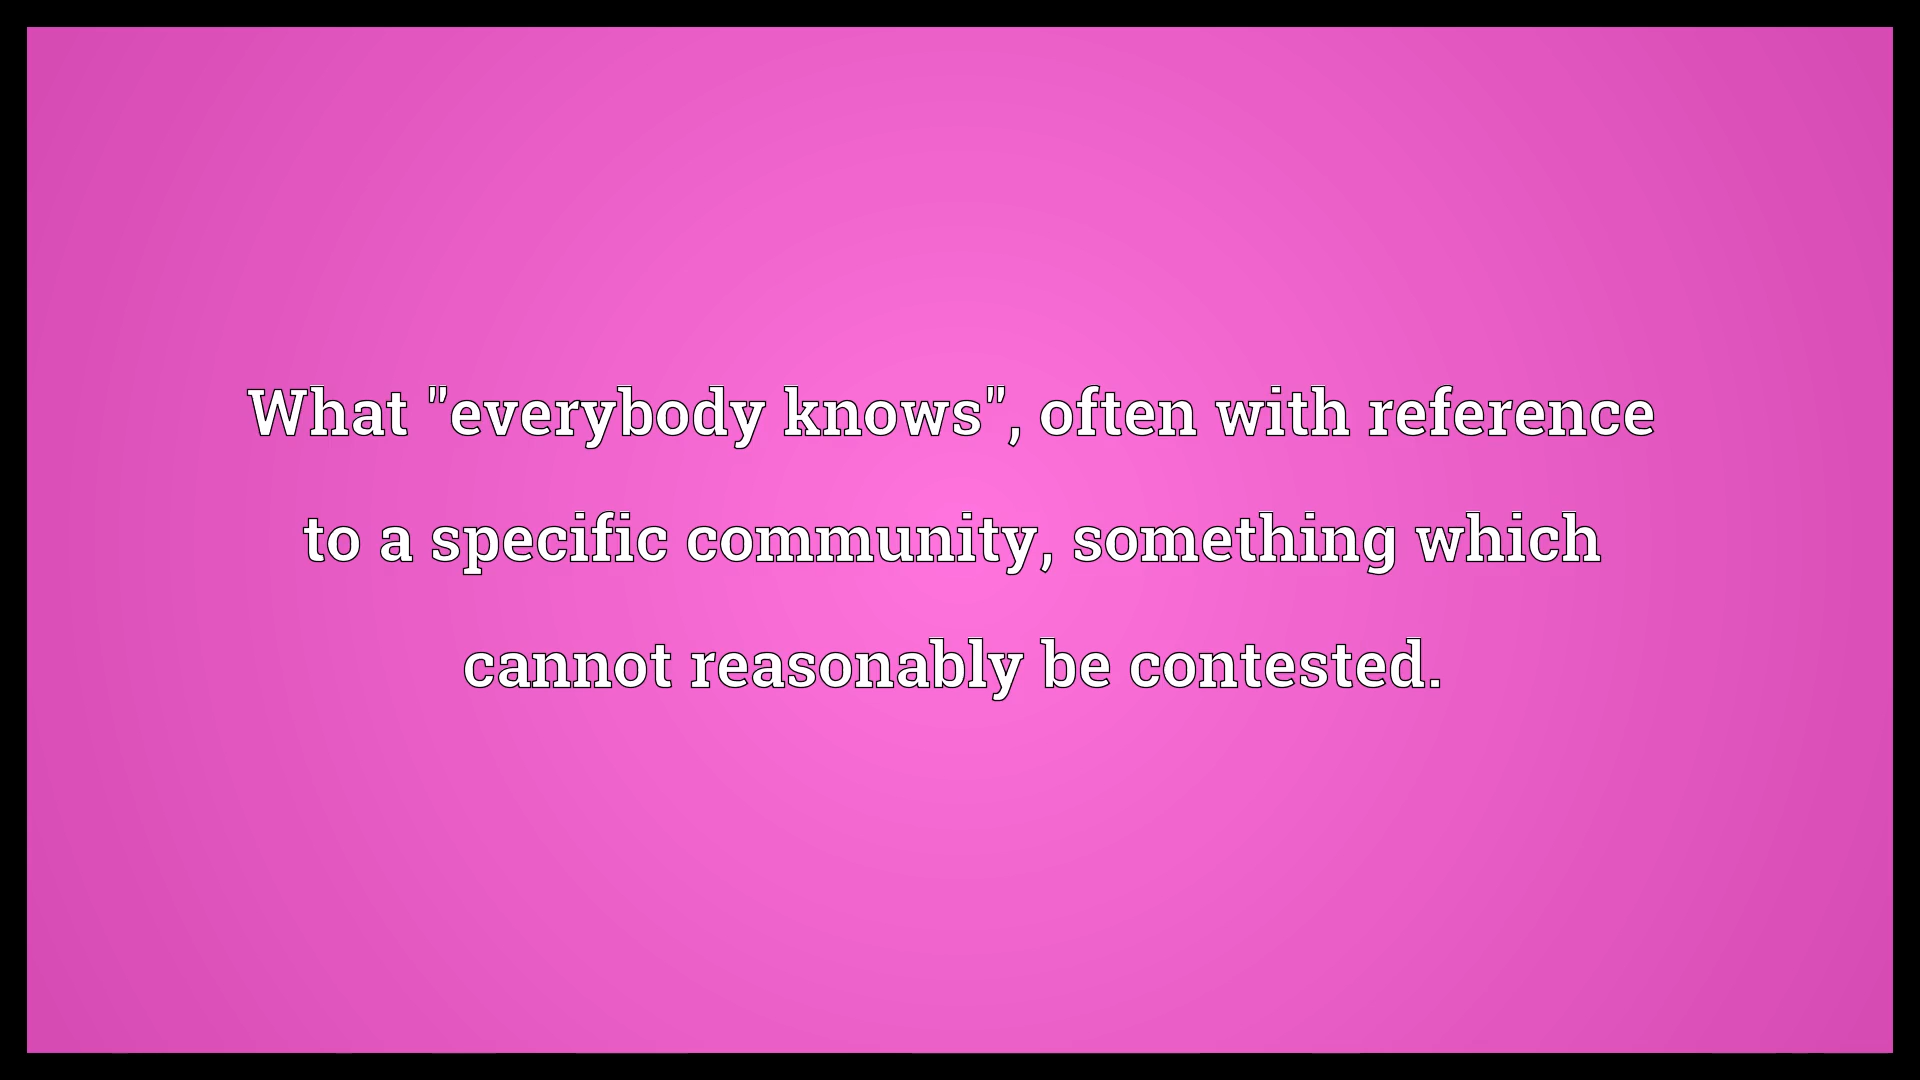 What "everybody knows", often with reference
to a specific community, something which
cannot reasonably be contested.